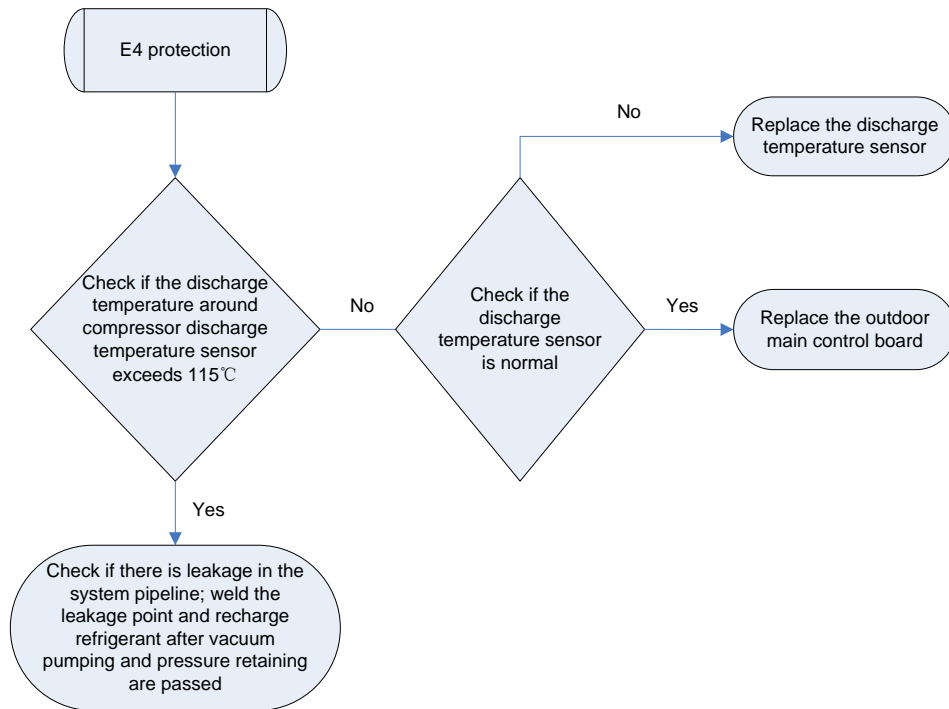 E4 protection
No
Replace the discharge
temperature sensor
Check if the discharge
temperature around
compressor discharge
temperature sensor
exceeds 115℃
No
Check if the
discharge
temperature sensor
is normal
Yes
Replace the outdoor
main control board
Yes
Check if there is leakage in the
system pipeline; weld the
leakage point and recharge
refrigerant after vacuum
pumping and pressure retaining
are passed